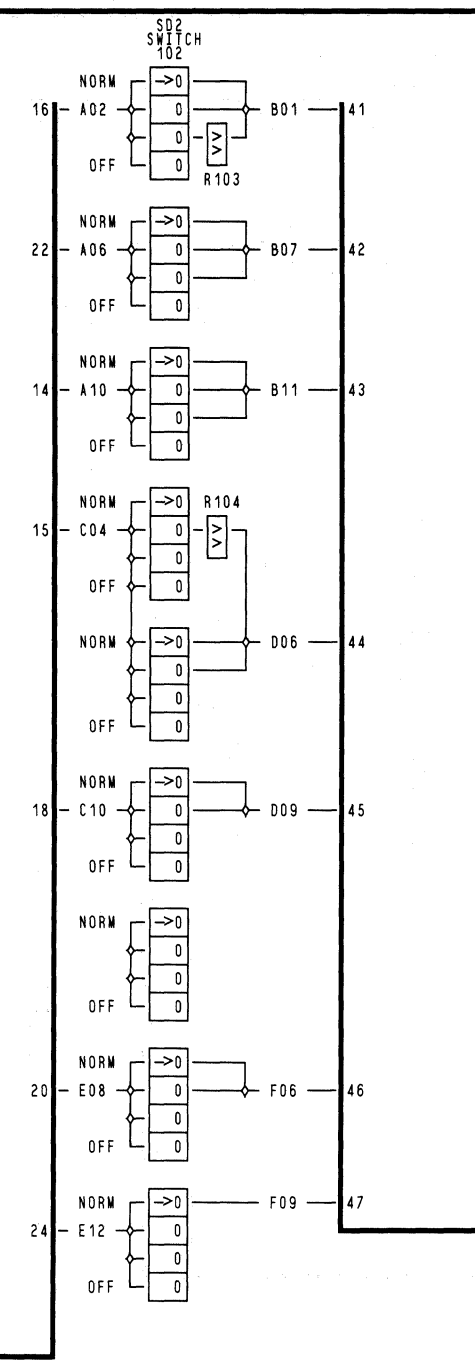 SD2
SWITCH
102
NORM ->0
16 A02 0 B01 41
0 >>
OFF 0
R103
NORM ->0
22 A06 0 B07 42
0
OFF 0
NORM ->0
14 A10 0 B11 43
0
OFF 0
NORM ->0 R104
15 C04 0 >>
0
OFF 0
NORM ->0 D06 44
0
0
OFF 0
NORM ->0
18 C10 0 D09 45
0
OFF 0
NORM ->0
0
0
OFF 0
NORM ->0
20 E08 0 F06 46
0
OFF 0
NORM ->0 F09 47
24 E12 0
0
OFF 0